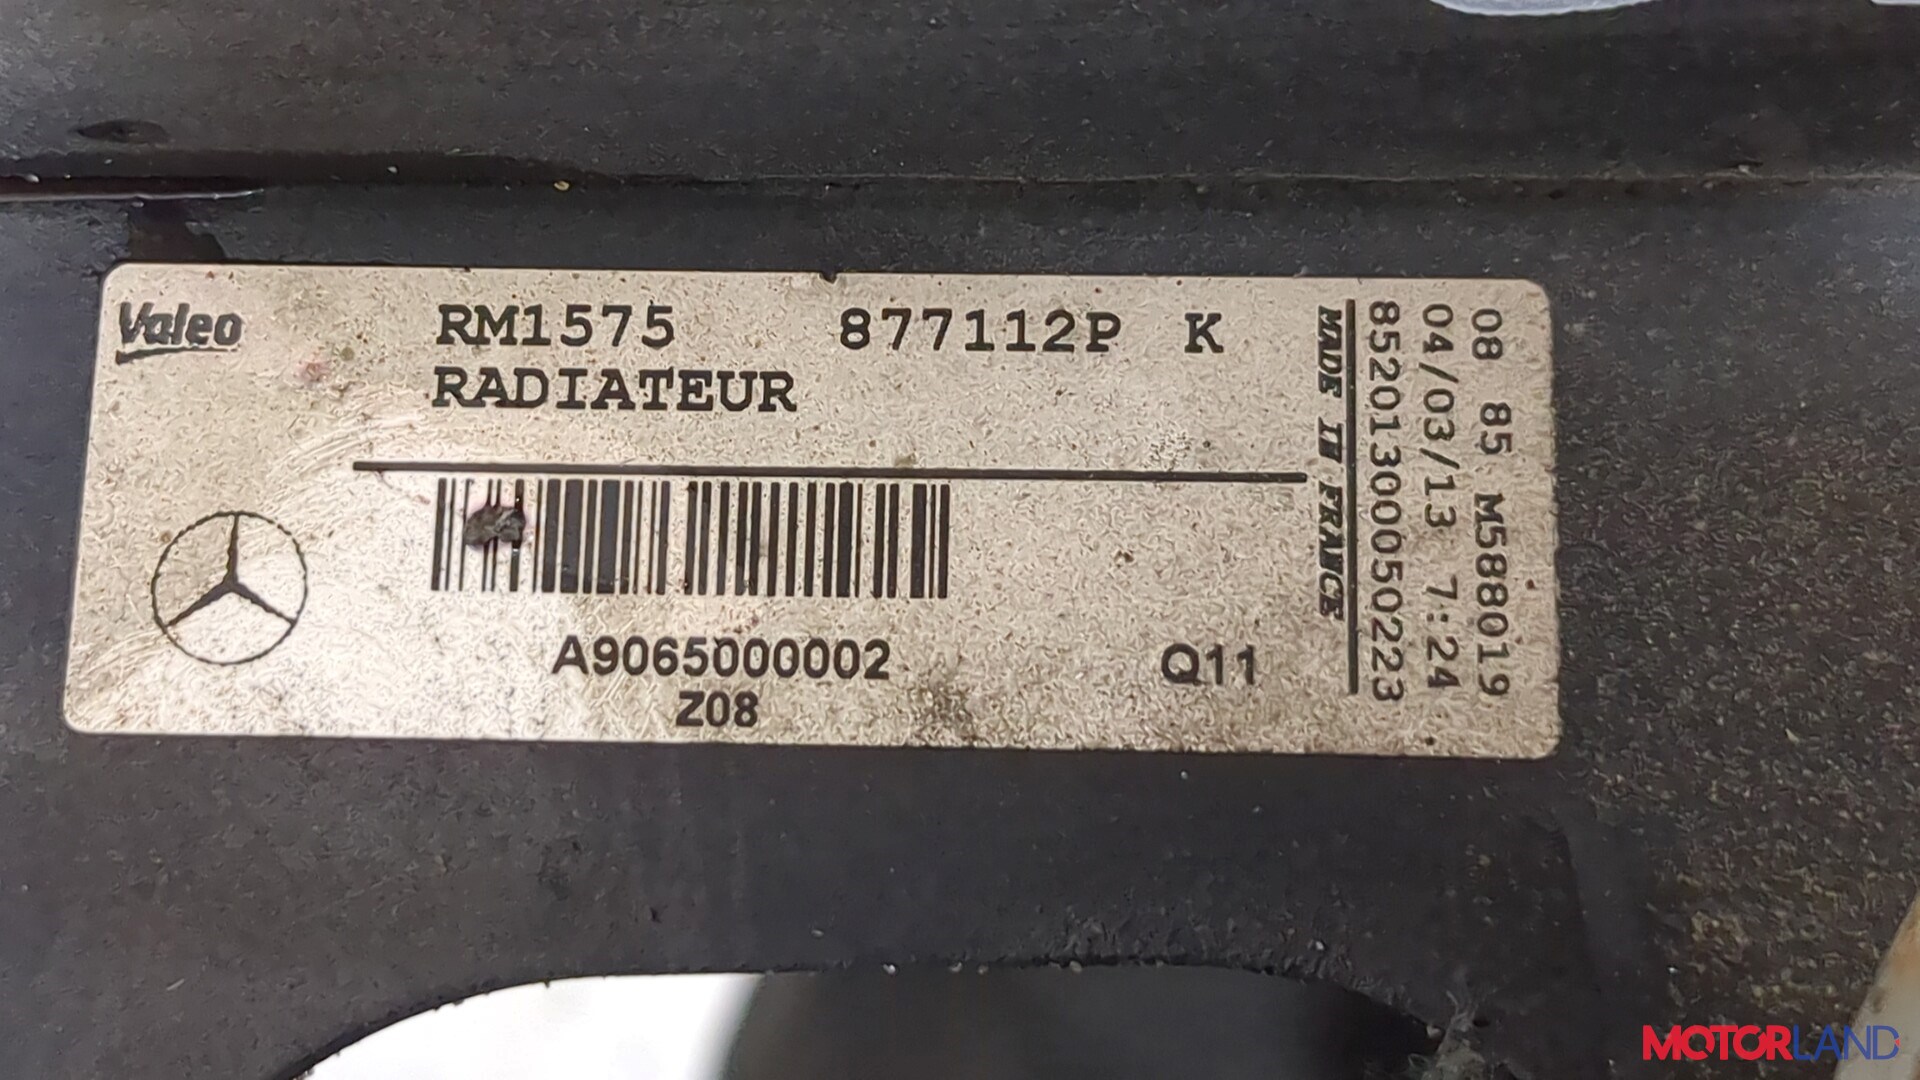 Valeo
RM1575 877112P K
RADIATEUR
A9065000002
Z08
Q11
MADE IN FRANCE
85201300050223
04/03/13 7:24
08 85 M588019
MOTORLAND